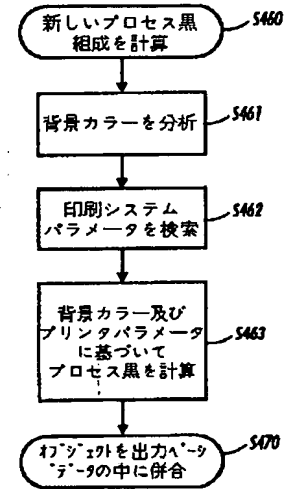 新しいプロセス黒
組成を計算
S460
背景カラーを分析
S461
印刷システム
パラメータを検索
S462
背景カラー及び
プリンタパラメータ
に基づいて
プロセス黒を計算
S463
オブジェクトを出力ページ
データの中に併合
S470